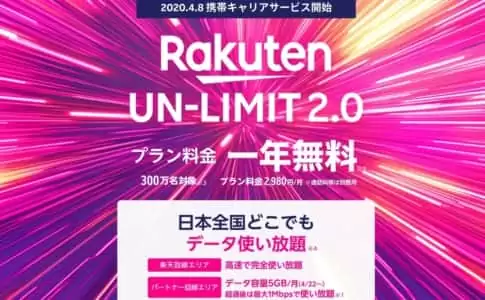 2020.4.8 携帯キャリアサービス開始
Rakuten
UN-LIMIT 2.0
プラン料金 一年無料
300万名対象 プラン料金2,980円/月
日本全国どこでも
データ使い放題
楽天回線エリア 高速で完全使い放題
パートナー回線エリア データ容量5GB/月(4/22〜)
超過後は最大1Mbpsで使い放題